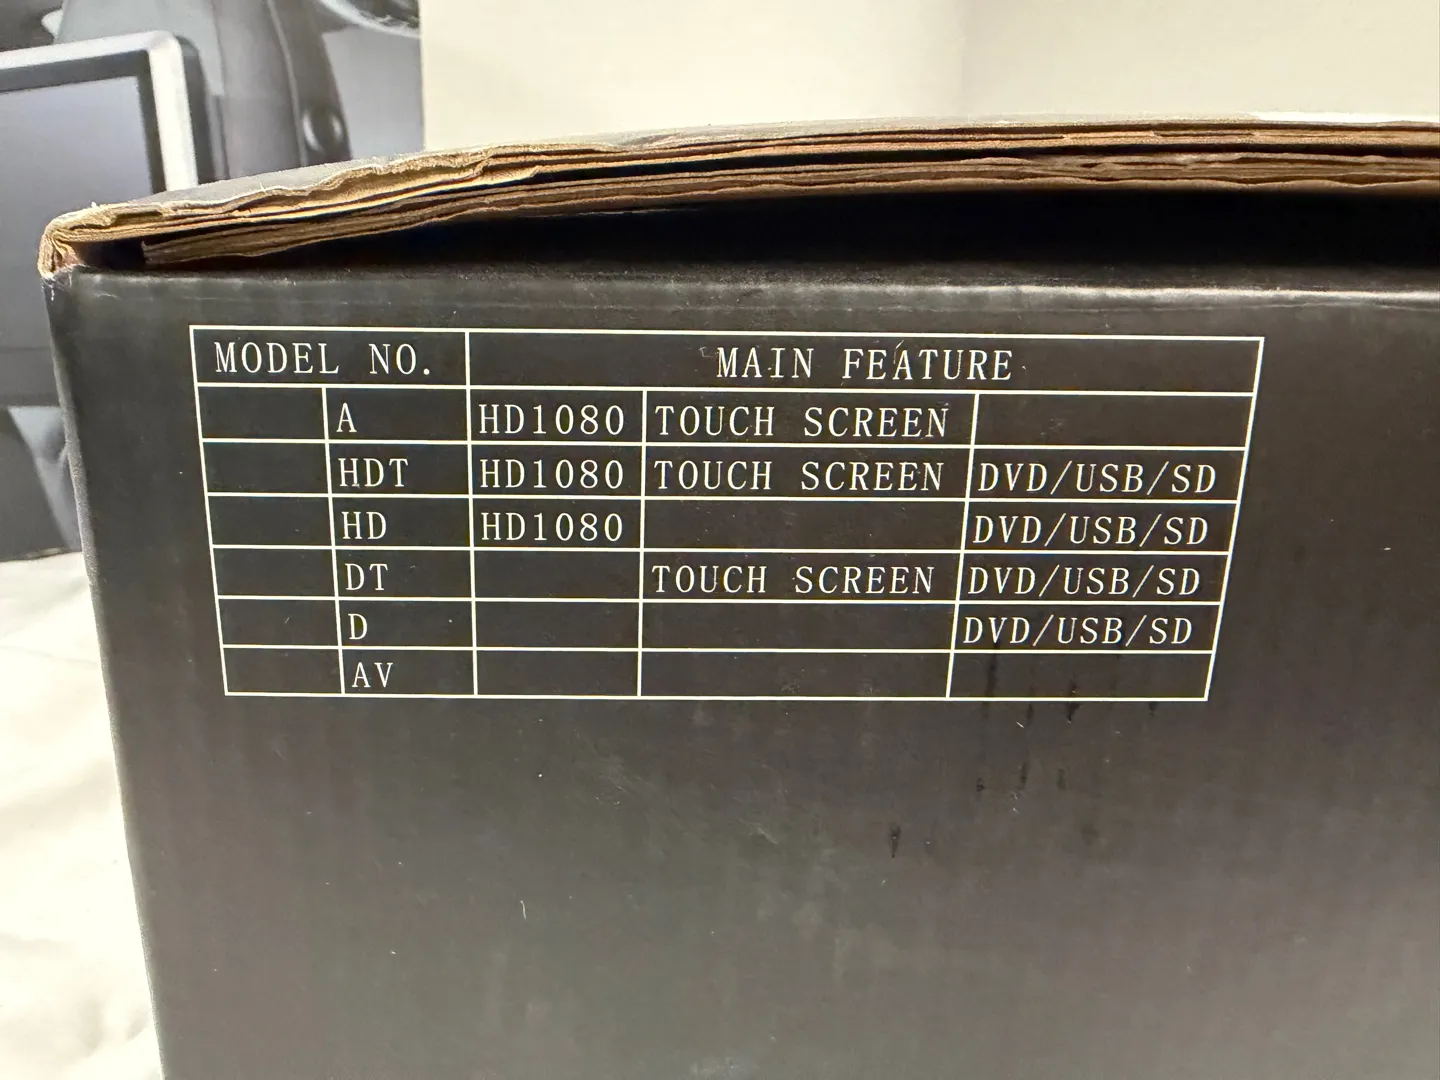 MODEL NO. MAIN FEATURE
A HD1080 TOUCH SCREEN
HDT HD1080 TOUCH SCREEN DVD/USB/SD
HD HD1080 DVD/USB/SD
DT TOUCH SCREEN DVD/USB/SD
D DVD/USB/SD
AV